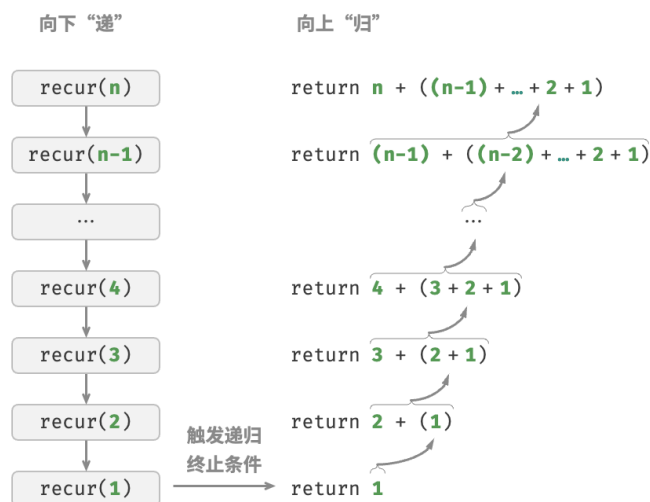 向下“递”
向上“归”
recur(n)
return n + ((n-1) + … + 2 + 1)
recur(n-1)
return (n-1) + ((n-2) + … + 2 + 1)
…
…
recur(4)
return 4 + (3 + 2 + 1)
recur(3)
return 3 + (2 + 1)
recur(2)
return 2 + (1)
触发递归
终止条件
recur(1)
return 1